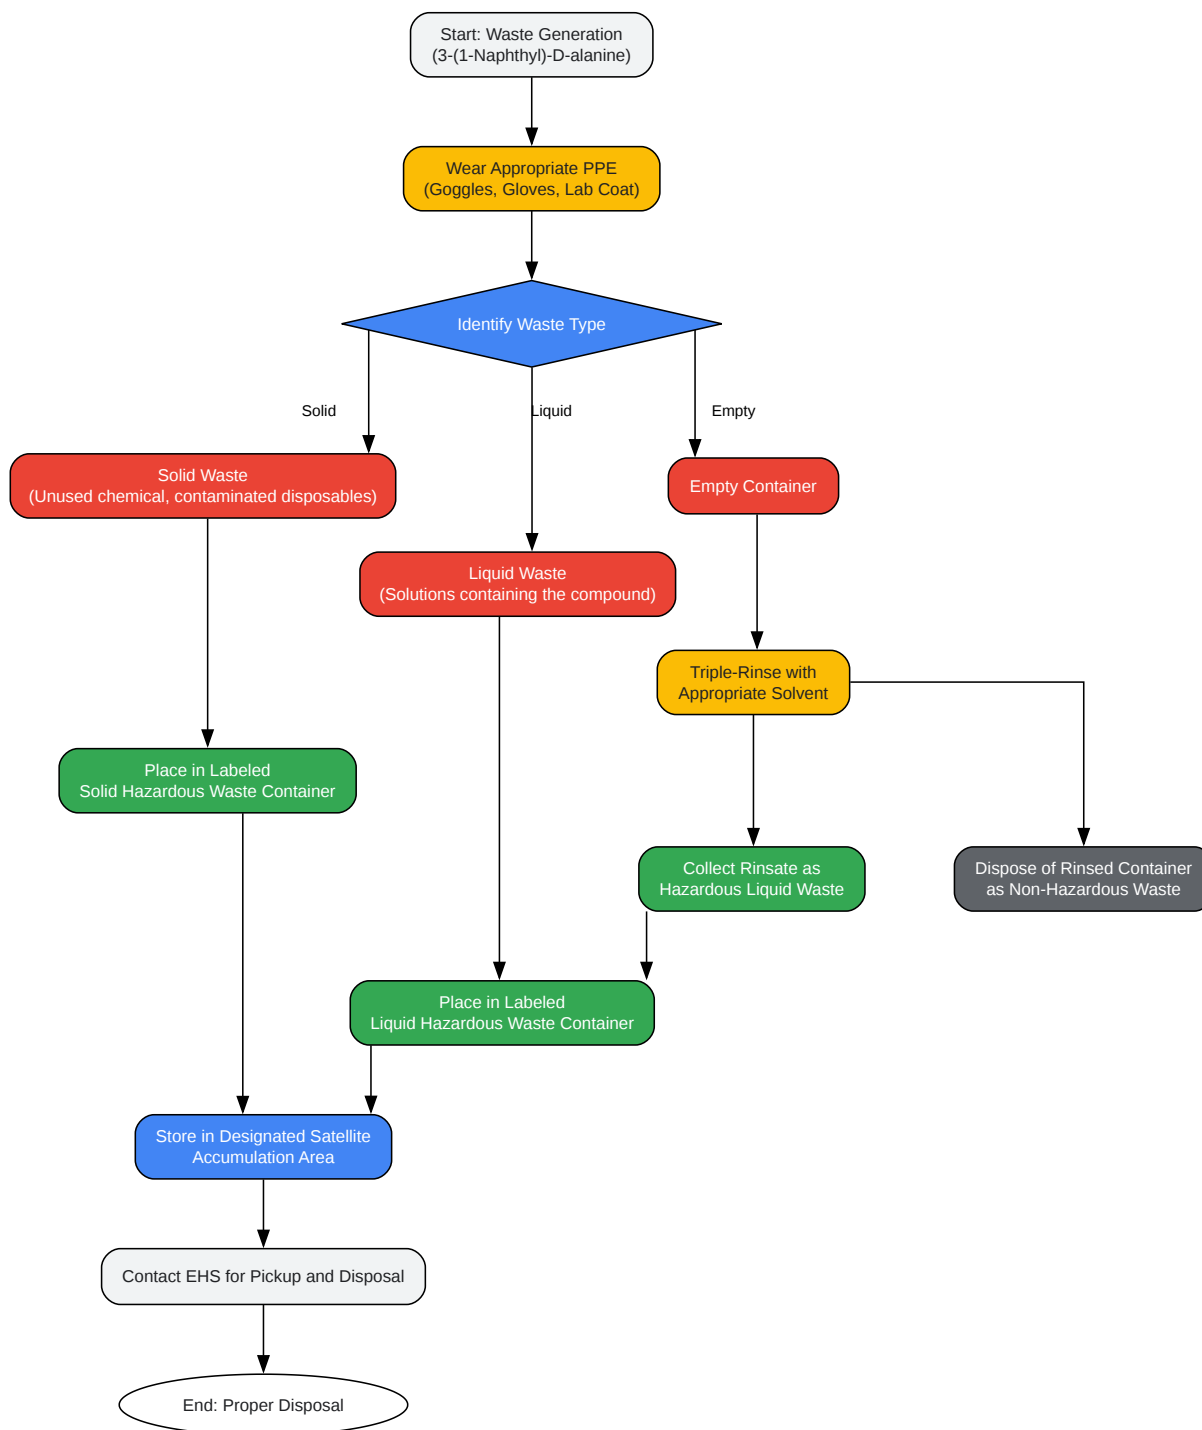 Start: Waste Generation
(3-(1-Naphthyl)-D-alanine)
Wear Appropriate PPE
(Goggles, Gloves, Lab Coat)
Identify Waste Type
Solid
Liquid
Empty
Solid Waste
(Unused chemical, contaminated disposables)
Empty Container
Liquid Waste
(Solutions containing the compound)
Triple-Rinse with
Appropriate Solvent
Place in Labeled
Solid Hazardous Waste Container
Collect Rinsate as
Hazardous Liquid Waste
Dispose of Rinsed Container
as Non-Hazardous Waste
Place in Labeled
Liquid Hazardous Waste Container
Store in Designated Satellite
Accumulation Area
Contact EHS for Pickup and Disposal
End: Proper Disposal